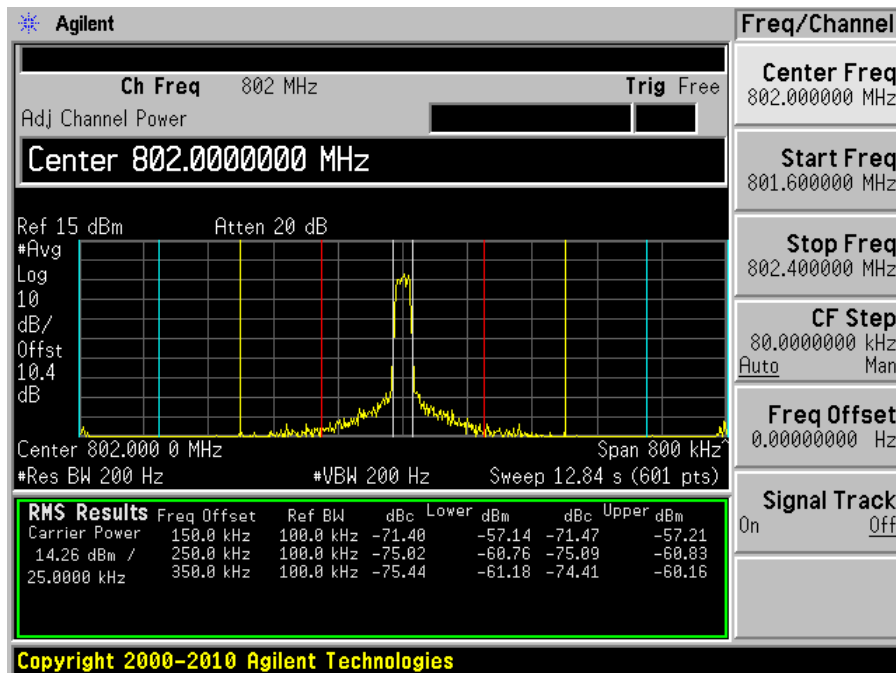 Agilent
Freq/Channel
Ch Freq 802 MHz Trig Free
Adj Channel Power
Center 802.0000000 MHz
Ref 15 dBm Atten 20 dB
#Avg
Log
10
dB/
Offst
10.4
dB
Center 802.000 0 MHz Span 800 kHz^
#Res BW 200 Hz #VBW 200 Hz Sweep 12.84 s (601 pts)
RMS Results Freq Offset Ref BW dBc Lower dBm dBc Upper dBm
Carrier Power 150.0 kHz 100.0 kHz -71.40 -57.14 -71.47 -57.21
14.26 dBm / 250.0 kHz 100.0 kHz -75.02 -60.76 -75.09 -60.83
25.0000 kHz 350.0 kHz 100.0 kHz -75.44 -61.18 -74.41 -60.16
Center Freq
802.000000 MHz
Start Freq
801.600000 MHz
Stop Freq
802.400000 MHz
CF Step
80.0000000 kHz
Auto Man
Freq Offset
0.00000000 Hz
Signal Track
On Off
Copyright 2000-2010 Agilent Technologies